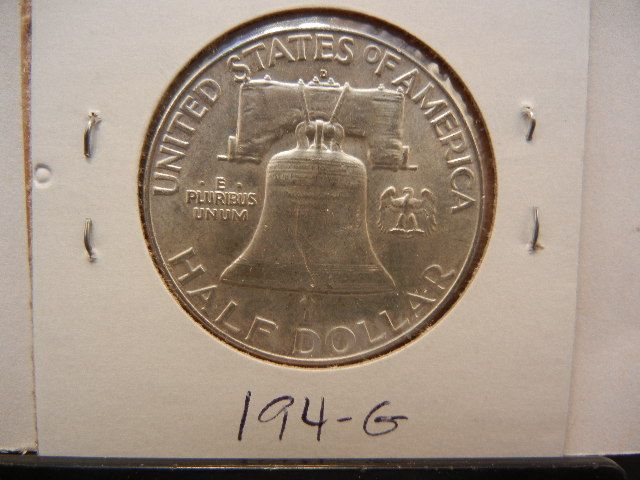 UNITED STATES OF AMERICA
D
· E ·
PLURIBUS
UNUM
HALF DOLLAR
194-G